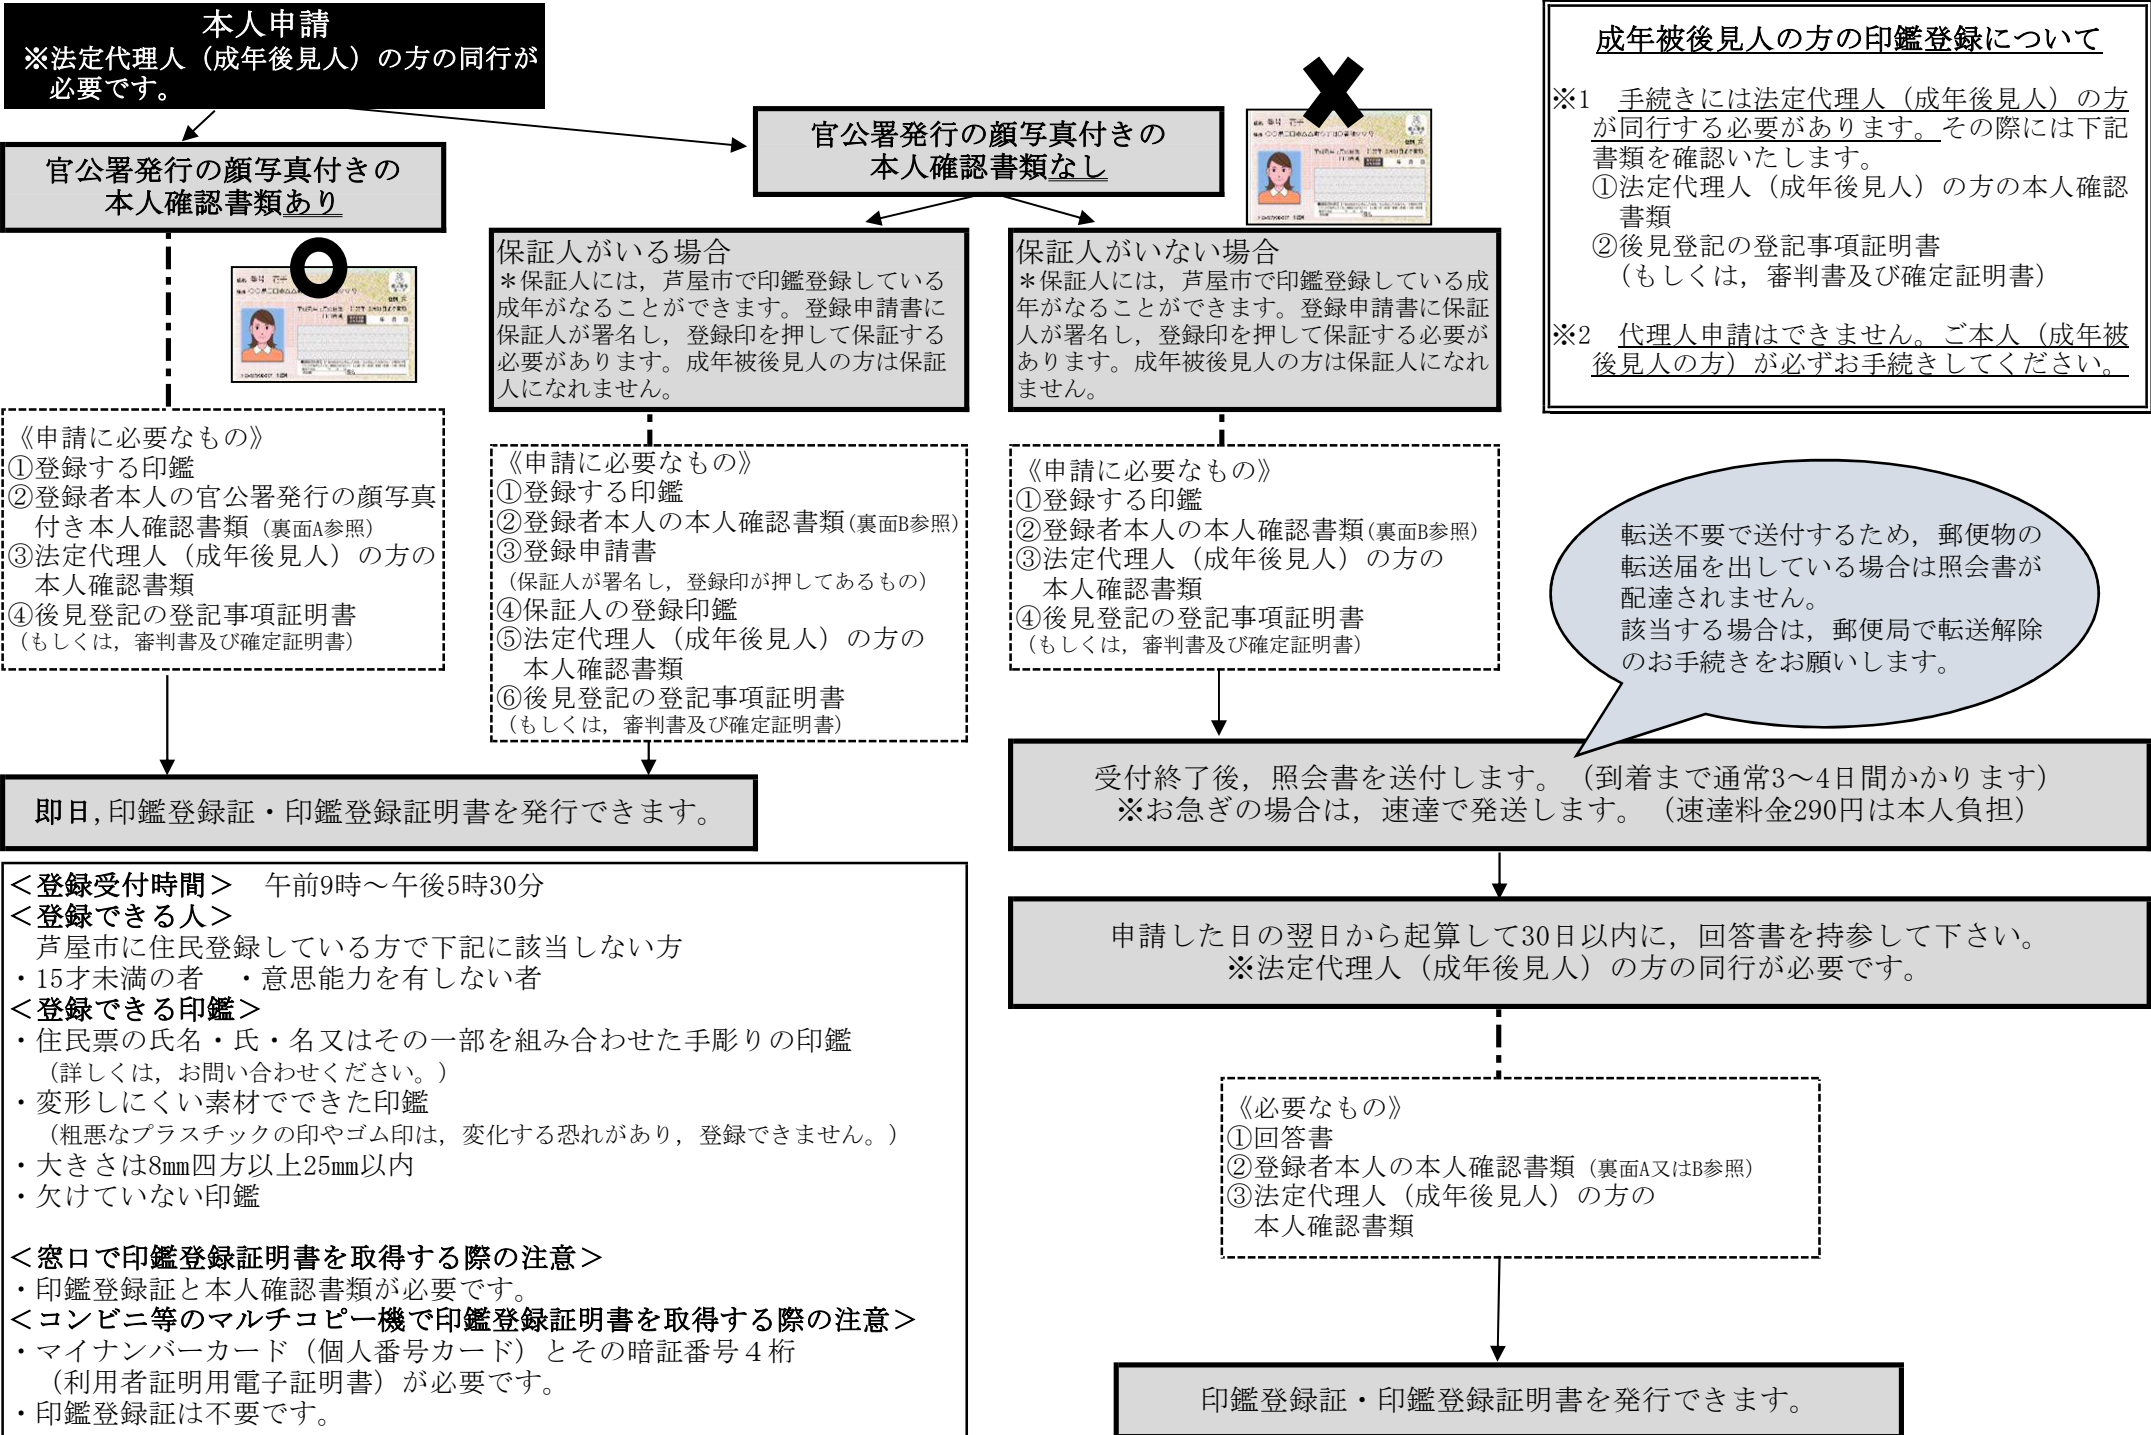 本人申請
※法定代理人（成年後見人）の方の同行が
必要です。
官公署発行の顔写真付きの
本人確認書類あり
官公署発行の顔写真付きの
本人確認書類なし
成年被後見人の方の印鑑登録について
※1　手続きには法定代理人（成年後見人）の方
が同行する必要があります。その際には下記
書類を確認いたします。
①法定代理人（成年後見人）の方の本人確認
書類
②後見登記の登記事項証明書
（もしくは，審判書及び確定証明書）
※2　代理人申請はできません。ご本人（成年被
後見人の方）が必ずお手続きしてください。
保証人がいる場合
＊保証人には，芦屋市で印鑑登録している
成年がなることができます。登録申請書に
保証人が署名し，登録印を押して保証する
必要があります。成年被後見人の方は保証
人になれません。
保証人がいない場合
＊保証人には，芦屋市で印鑑登録している成
年がなることができます。登録申請書に保証
人が署名し，登録印を押して保証する必要が
あります。成年被後見人の方は保証人になれ
ません。
《申請に必要なもの》
①登録する印鑑
②登録者本人の官公署発行の顔写真
付き本人確認書類（裏面A参照）
③法定代理人（成年後見人）の方の
本人確認書類
④後見登記の登記事項証明書
（もしくは，審判書及び確定証明書）
《申請に必要なもの》
①登録する印鑑
②登録者本人の本人確認書類（裏面B参照）
③登録申請書
（保証人が署名し，登録印が押してあるもの）
④保証人の登録印鑑
⑤法定代理人（成年後見人）の方の
本人確認書類
⑥後見登記の登記事項証明書
（もしくは，審判書及び確定証明書）
《申請に必要なもの》
①登録する印鑑
②登録者本人の本人確認書類（裏面B参照）
③法定代理人（成年後見人）の方の
本人確認書類
④後見登記の登記事項証明書
（もしくは，審判書及び確定証明書）
転送不要で送付するため，郵便物の
転送届を出している場合は照会書が
配達されません。
該当する場合は，郵便局で転送解除
のお手続きをお願いします。
即日,印鑑登録証・印鑑登録証明書を発行できます。
受付終了後，照会書を送付します。（到着まで通常3～4日間かかります）
※お急ぎの場合は，速達で発送します。（速達料金290円は本人負担）
申請した日の翌日から起算して30日以内に，回答書を持参して下さい。
※法定代理人（成年後見人）の方の同行が必要です。
《必要なもの》
①回答書
②登録者本人の本人確認書類（裏面A又はB参照）
③法定代理人（成年後見人）の方の
本人確認書類
印鑑登録証・印鑑登録証明書を発行できます。
＜登録受付時間＞　午前9時～午後5時30分
＜登録できる人＞
芦屋市に住民登録している方で下記に該当しない方
・15才未満の者　・意思能力を有しない者
＜登録できる印鑑＞
・住民票の氏名・氏・名又はその一部を組み合わせた手彫りの印鑑
（詳しくは，お問い合わせください。）
・変形しにくい素材でできた印鑑
（粗悪なプラスチックの印やゴム印は，変化する恐れがあり，登録できません。）
・大きさは8㎜四方以上25㎜以内
・欠けていない印鑑
＜窓口で印鑑登録証明書を取得する際の注意＞
・印鑑登録証と本人確認書類が必要です。
＜コンビニ等のマルチコピー機で印鑑登録証明書を取得する際の注意＞
・マイナンバーカード（個人番号カード）とその暗証番号４桁
（利用者証明用電子証明書）が必要です。
・印鑑登録証は不要です。